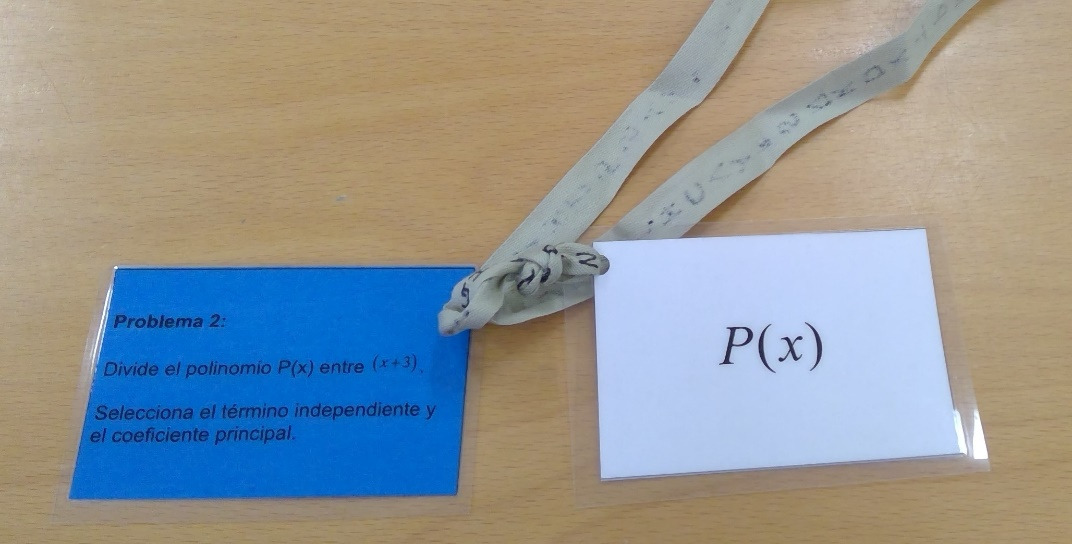 Problema 2:
Divide el polinomio P(x) entre (x+3).
Selecciona el término independiente y
el coeficiente principal.
P(x)